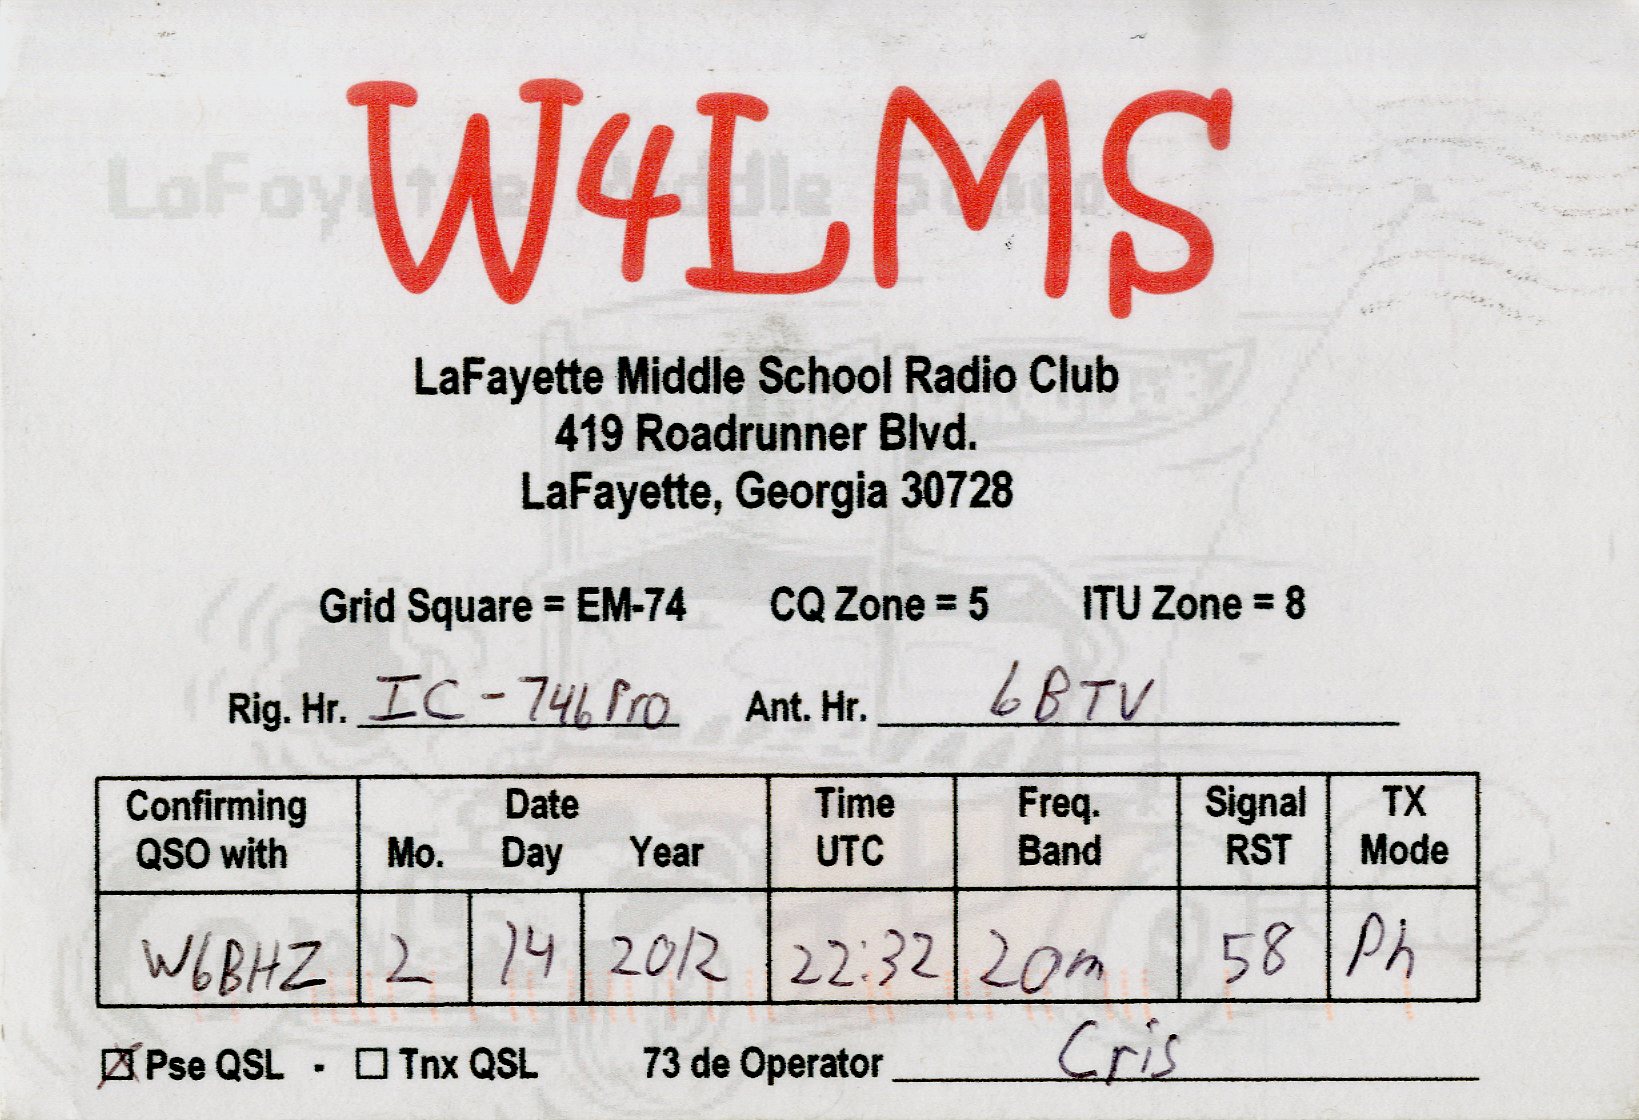 W4LMS
LaFayette Middle School
LaFayette Middle School Radio Club
419 Roadrunner Blvd.
LaFayette, Georgia 30728
Grid Square = EM-74 CQ Zone = 5 ITU Zone = 8
Rig. Hr. IC-746Pro Ant. Hr. 6BTV
Confirming Date Time Freq. Signal TX
QSO with Mo. Day Year UTC Band RST Mode
W6BHZ 2 14 2012 22:32 20m 58 Ph
☒ Pse QSL - ☐ Tnx QSL 73 de Operator Cris